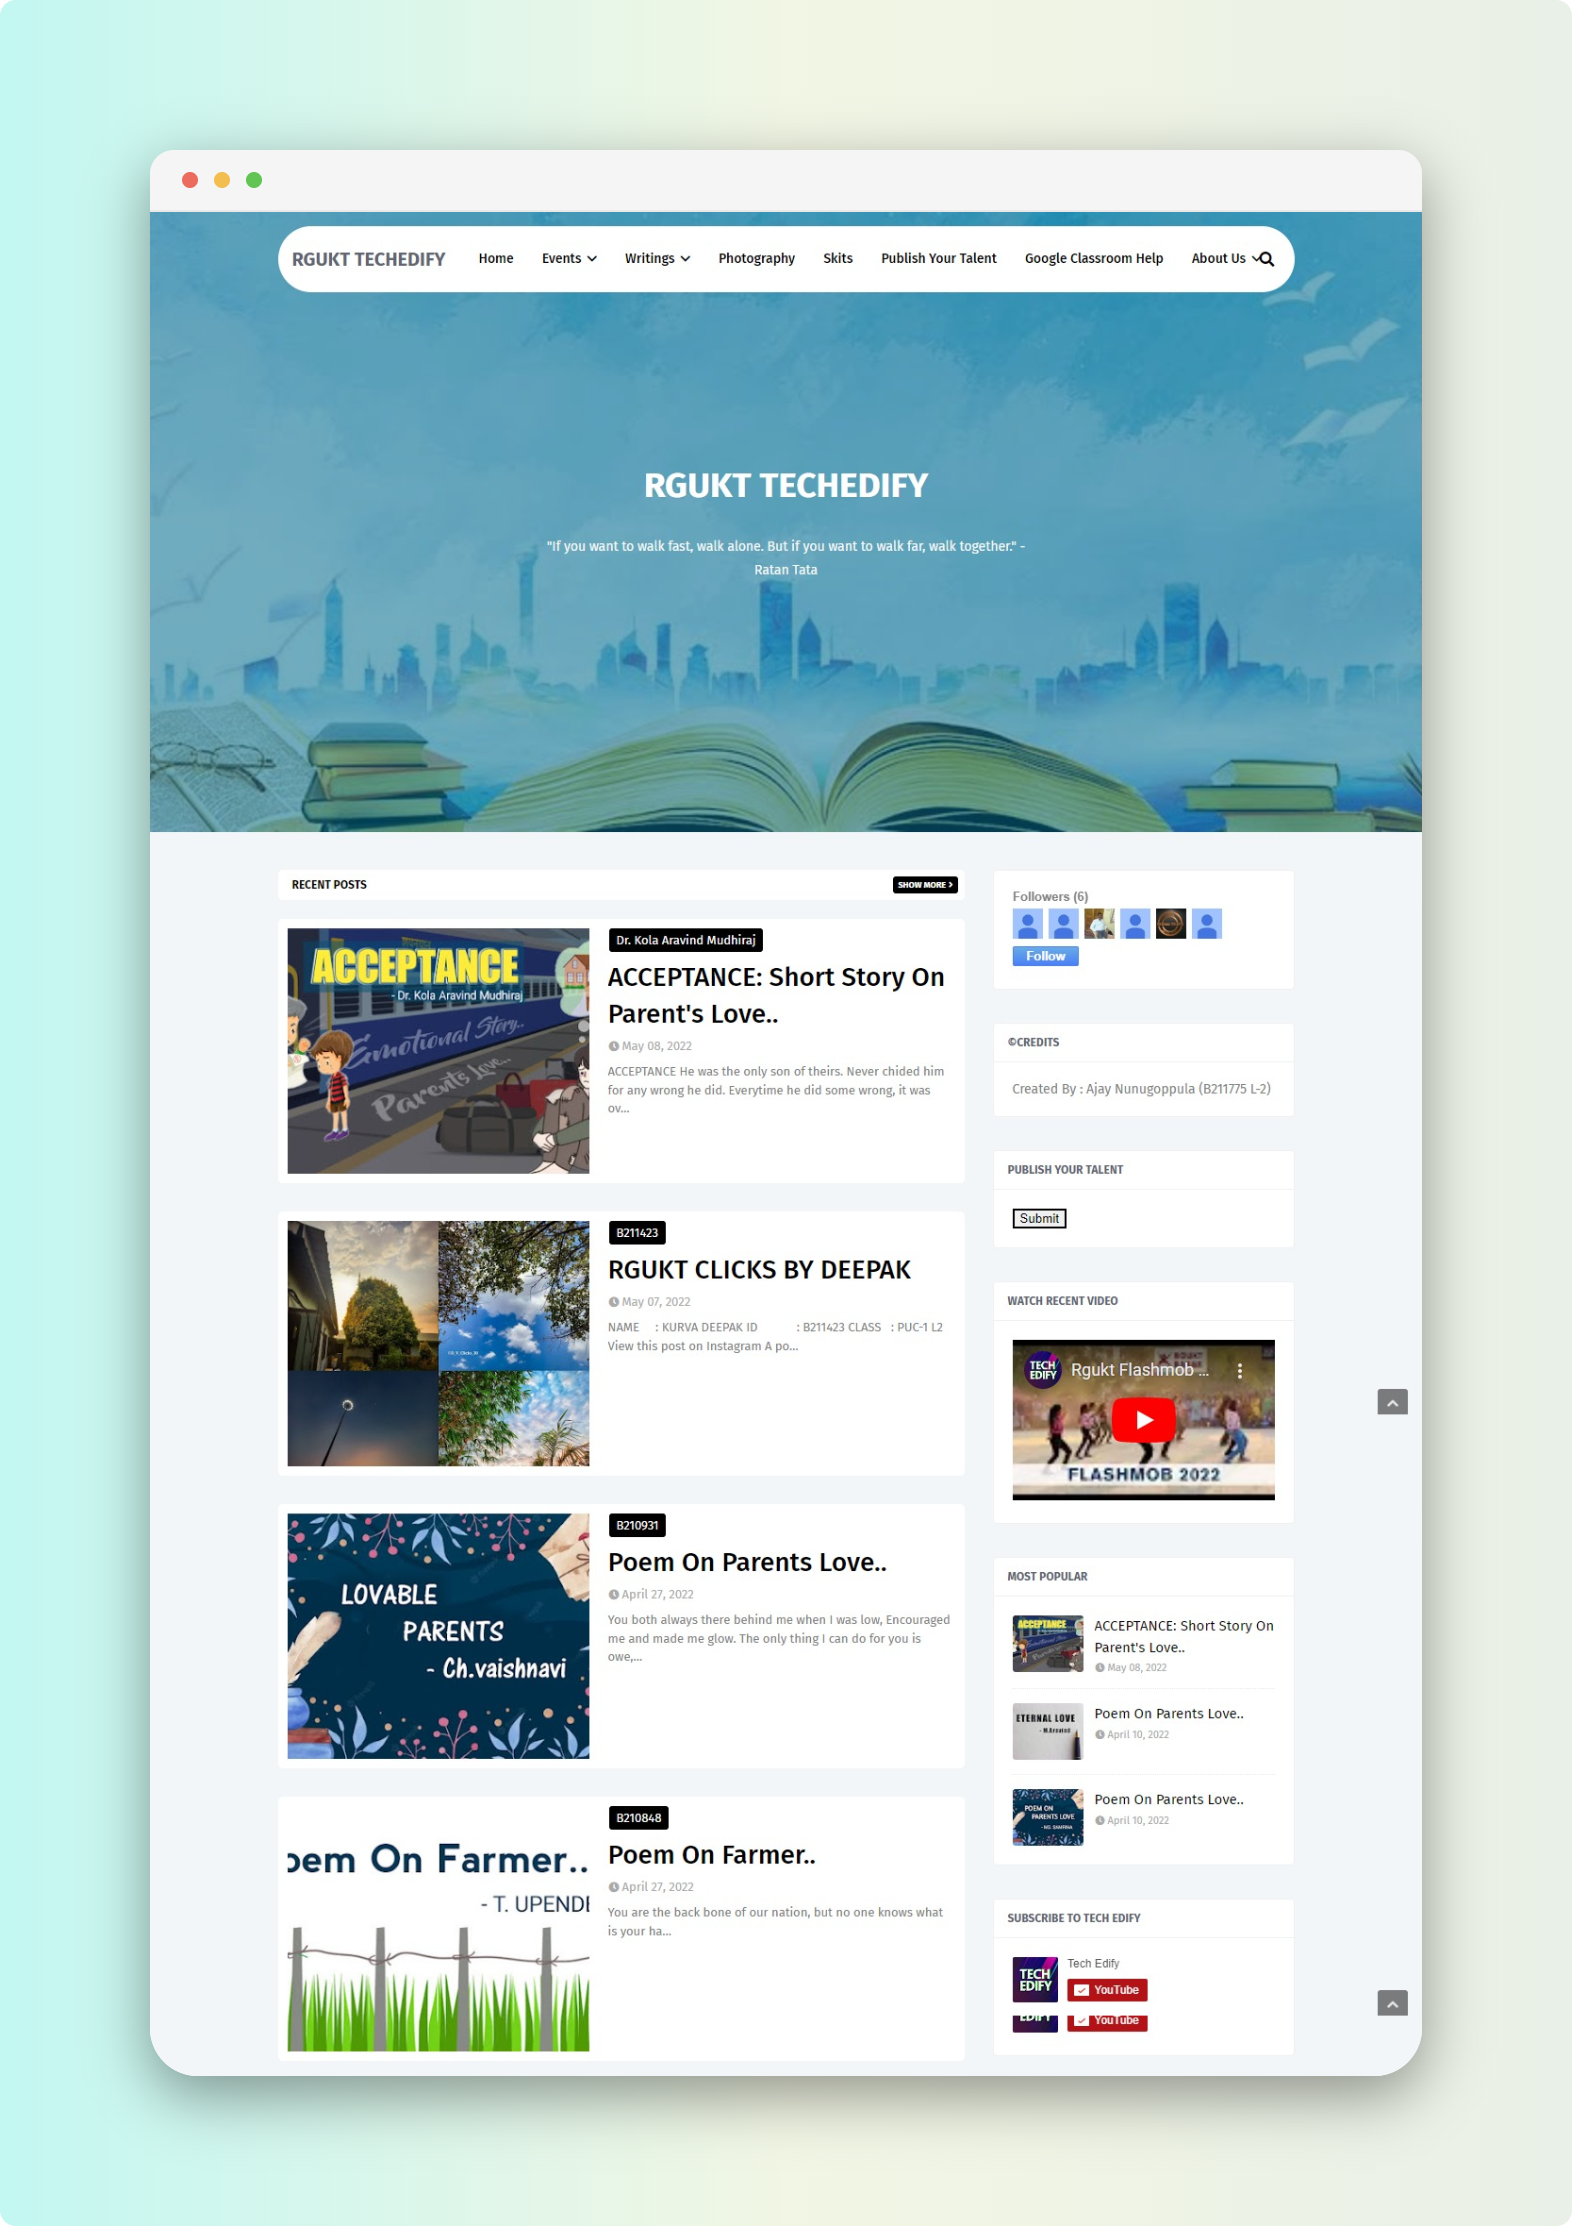 RGUKT TECHEDIFY
Home
Events
Writings
Photography
Skits
Publish Your Talent
Google Classroom Help
About Us
RGUKT TECHEDIFY
"If you want to walk fast, walk alone. But if you want to walk far, walk together." -
Ratan Tata
RECENT POSTS
SHOW MORE
ACCEPTANCE
- Dr. Kola Aravind Mudhiraj
Emotional Story..
Parents Love..
Dr. Kola Aravind Mudhiraj
ACCEPTANCE: Short Story On
Parent's Love..
May 08, 2022
ACCEPTANCE He was the only son of theirs. Never chided him
for any wrong he did. Everytime he did some wrong, it was
ov...
B211423
RGUKT CLICKS BY DEEPAK
May 07, 2022
NAME : KURVA DEEPAK ID : B211423 CLASS : PUC-1 L2
View this post on Instagram A po...
LOVABLE
PARENTS
- Ch.vaishnavi
B210931
Poem On Parents Love..
April 27, 2022
You both always there behind me when I was low, Encouraged
me and made me glow. The only thing I can do for you is
owe,...
oem On Farmer..
- T. UPENDE
B210848
Poem On Farmer..
April 27, 2022
You are the back bone of our nation, but no one knows what
is your ha...
Followers (6)
Follow
©CREDITS
Created By : Ajay Nunugoppula (B211775 L-2)
PUBLISH YOUR TALENT
Submit
WATCH RECENT VIDEO
TECH
EDIFY
Rgukt Flashmob ...
FLASHMOB 2022
MOST POPULAR
ACCEPTANCE
ACCEPTANCE: Short Story On
Parent's Love..
May 08, 2022
ETERNAL LOVE
- M.Aravind
Poem On Parents Love..
April 10, 2022
POEM ON
PARENTS LOVE
Poem On Parents Love..
April 10, 2022
SUBSCRIBE TO TECH EDIFY
TECH
EDIFY
Tech Edify
YouTube
EDIFY
YouTube